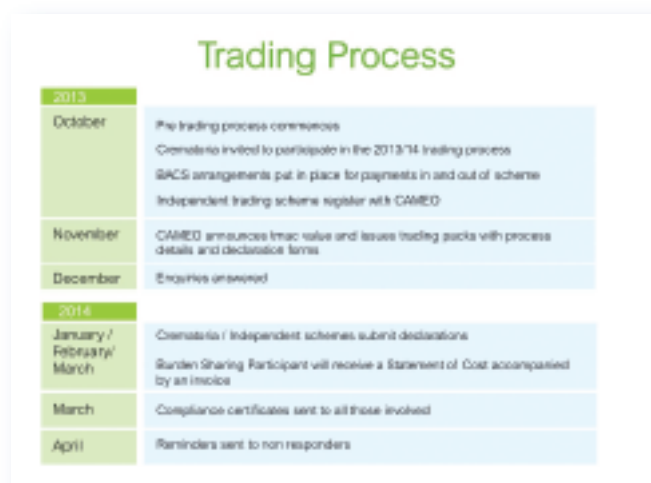 Trading Process
2013
October
Pre trading process commences
Crematoria invited to participate in the 2013/14 trading process
BACS arrangements put in place for payments in and out of scheme
Independent trading scheme register with CAMEO
November
CAMEO announces tmac value and issues trading packs with process
details and declaration forms
December
Enquiries answered
2014
January /
February/
March
Crematoria / Independent schemes submit declarations
Burden Sharing Participant will receive a Statement of Cost accompanied
by an invoice
March
Compliance certificates sent to all those involved
April
Reminders sent to non responders